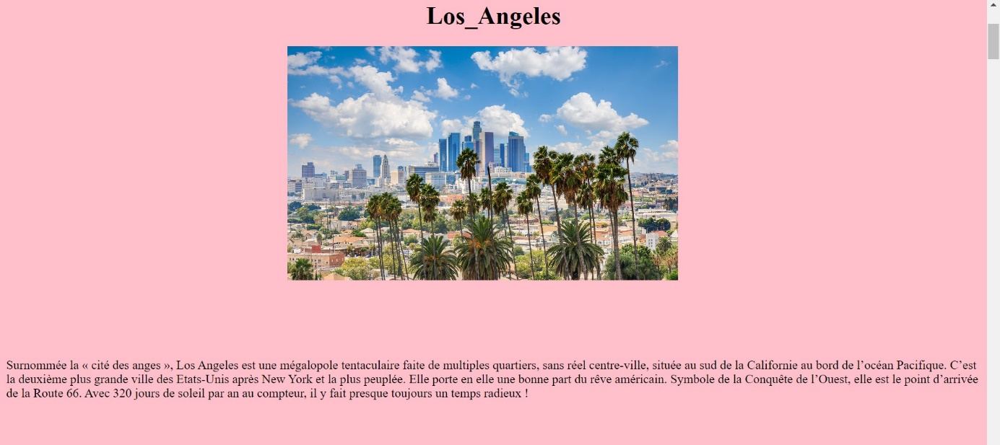 Los_Angeles
Surnommée la « cité des anges », Los Angeles est une mégalopole tentaculaire faite de multiples quartiers, sans réel centre-ville, située au sud de la Californie au bord de l’océan Pacifique. C’est
la deuxième plus grande ville des Etats-Unis après New York et la plus peuplée. Elle porte en elle une bonne part du rêve américain. Symbole de la Conquête de l’Ouest, elle est le point d’arrivée
de la Route 66. Avec 320 jours de soleil par an au compteur, il y fait presque toujours un temps radieux !